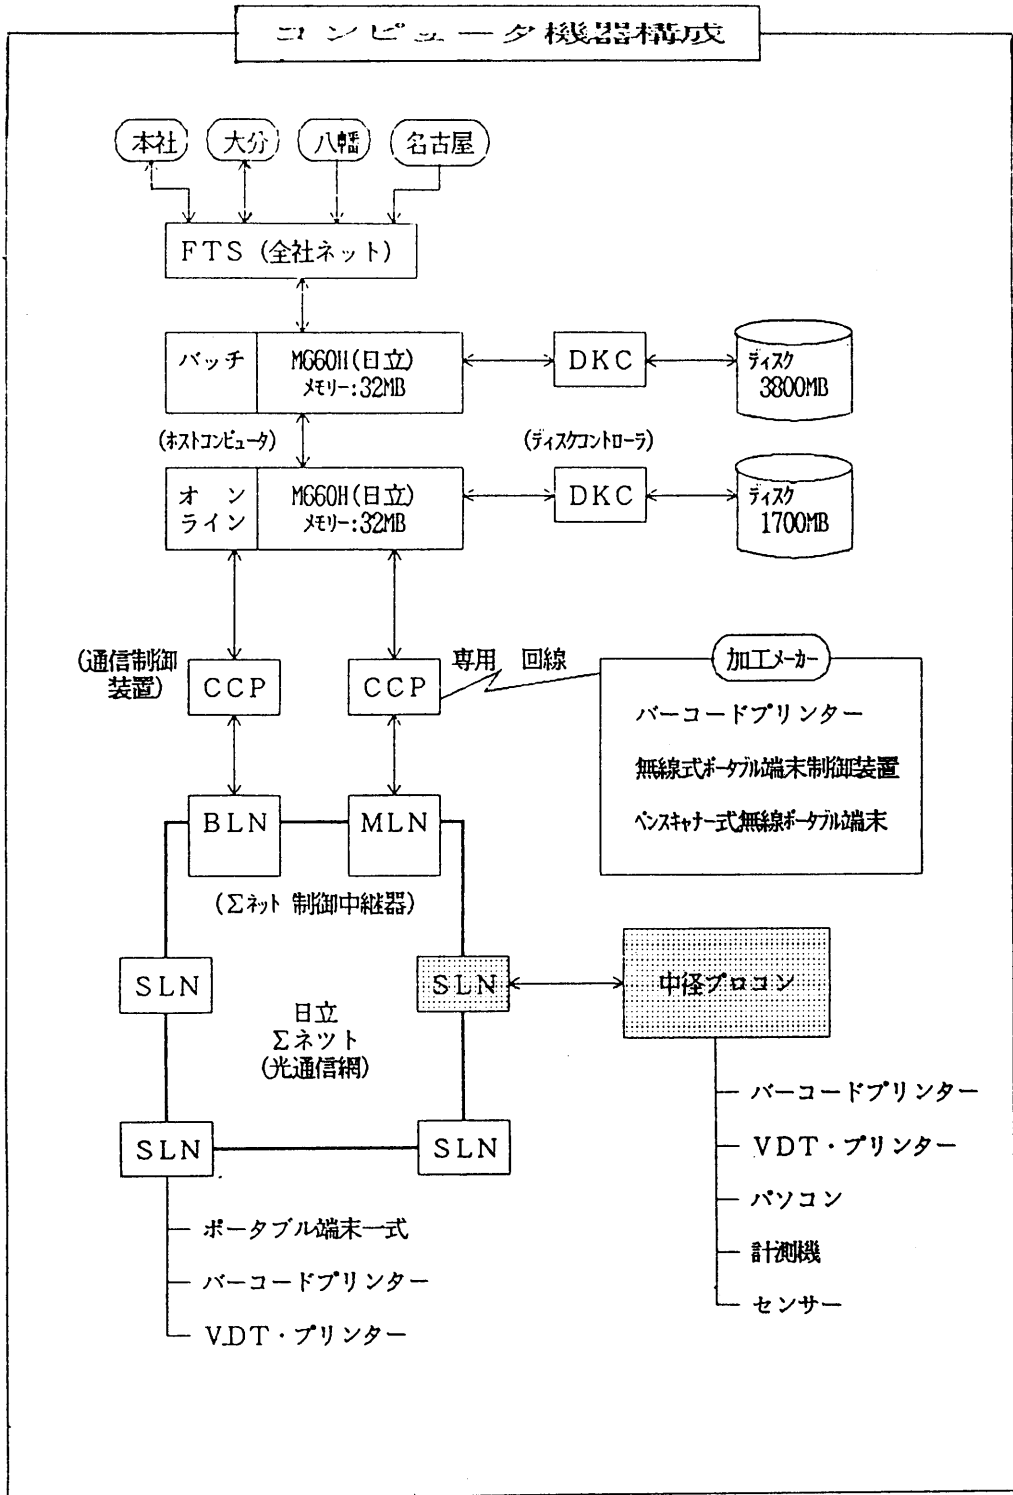 コンピュータ機器構成
本社
大分
八幡
名古屋
FTS (全社ネット)
バッチ
M660H(日立)
メモリー:32MB
DKC
ディスク
3800MB
(ホストコンピュータ)
(ディスクコントローラ)
オン
ライン
M660H(日立)
メモリー:32MB
DKC
ディスク
1700MB
(通信制御
装置)
CCP
CCP
専用 回線
加工メーカー
バーコードプリンター
無線式ポータブル端末制御装置
ペンスキャナー式無線ポータブル端末
BLN
MLN
(Σネット 制御中継器)
SLN
SLN
中径プロコン
日立
Σネツト
(光通信網)
SLN
SLN
バーコードプリンター
VDT・プリンター
パソコン
計測機
センサー
ポータブル端末一式
バーコードプリンター
VDT・プリンター